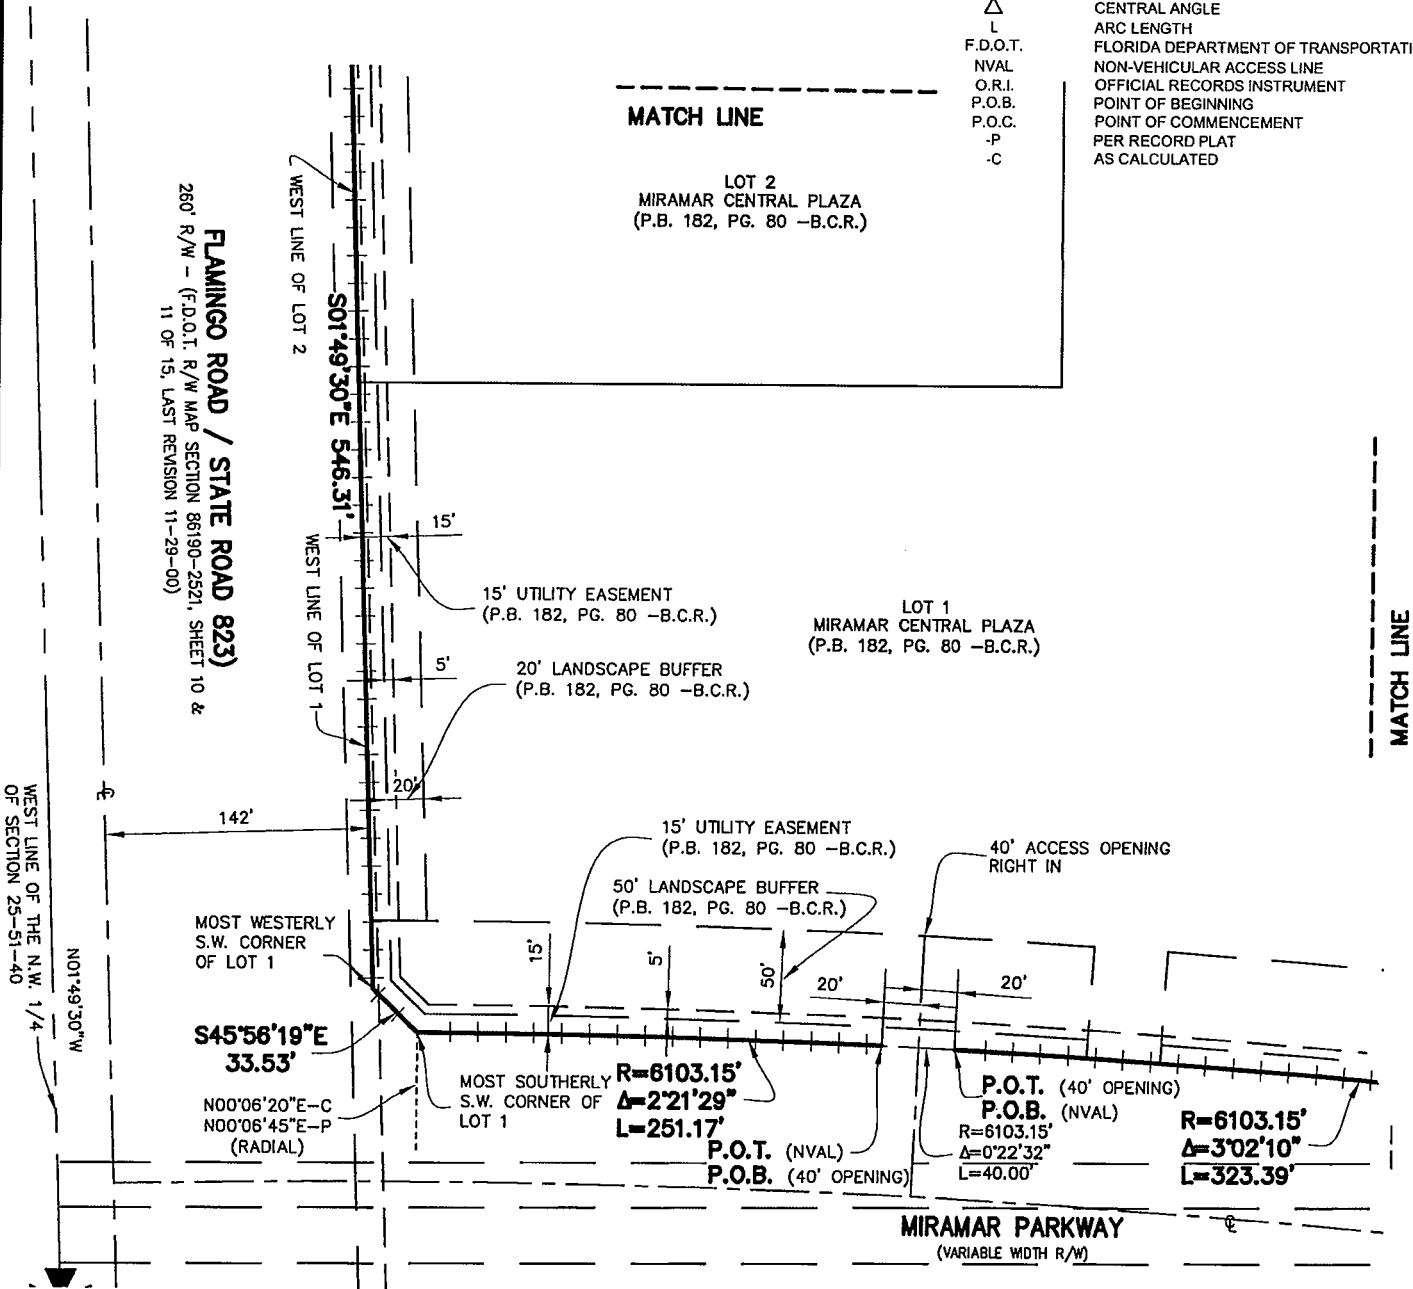 △ CENTRAL ANGLE
L ARC LENGTH
F.D.O.T. FLORIDA DEPARTMENT OF TRANSPORTATI
NVAL NON-VEHICULAR ACCESS LINE
O.R.I. OFFICIAL RECORDS INSTRUMENT
P.O.B. POINT OF BEGINNING
P.O.C. POINT OF COMMENCEMENT
-P PER RECORD PLAT
-C AS CALCULATED
MATCH LINE
LOT 2
MIRAMAR CENTRAL PLAZA
(P.B. 182, PG. 80 -B.C.R.)
WEST LINE OF LOT 2
FLAMINGO ROAD / STATE ROAD 823)
260' R/W - (F.D.O.T. R/W MAP SECTION 86190-2521, SHEET 10 &
11 OF 15, LAST REVISION 11-29-00)
S01°49'30"E 546.31'
WEST LINE OF LOT 1
15'
15' UTILITY EASEMENT
(P.B. 182, PG. 80 -B.C.R.)
LOT 1
MIRAMAR CENTRAL PLAZA
(P.B. 182, PG. 80 -B.C.R.)
MATCH LINE
5'
20' LANDSCAPE BUFFER
(P.B. 182, PG. 80 -B.C.R.)
20'
142'
WEST LINE OF THE N.W. 1/4
OF SECTION 25-51-40
N01°49'30"W
15' UTILITY EASEMENT
(P.B. 182, PG. 80 -B.C.R.)
40' ACCESS OPENING
RIGHT IN
50' LANDSCAPE BUFFER
(P.B. 182, PG. 80 -B.C.R.)
MOST WESTERLY
S.W. CORNER
OF LOT 1
15'
5'
50'
20'
20'
S45°56'19"E
33.53'
N00°06'20"E-C
N00°06'45"E-P
(RADIAL)
MOST SOUTHERLY
S.W. CORNER OF
LOT 1
R=6103.15'
Δ=2°21'29"
L=251.17'
P.O.T. (NVAL)
P.O.B. (40' OPENING)
P.O.T. (40' OPENING)
P.O.B. (NVAL)
R=6103.15'
Δ=0°22'32"
L=40.00'
R=6103.15'
Δ=3°02'10"
L=323.39'
MIRAMAR PARKWAY
(VARIABLE WIDTH R/W)